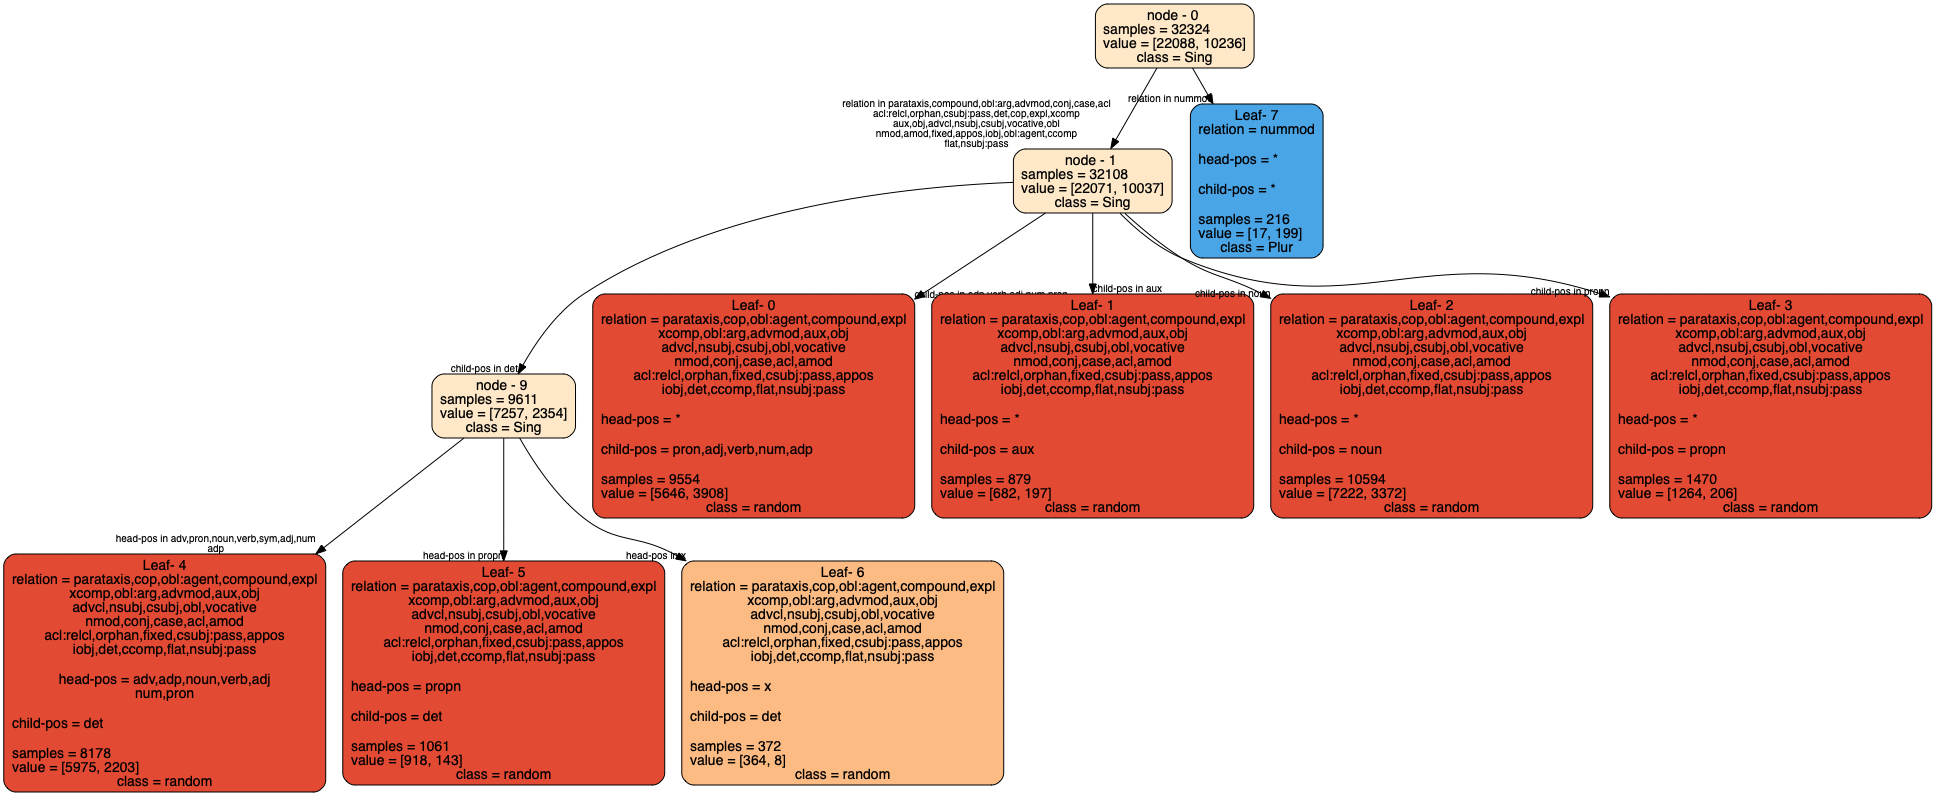 node - 0
samples = 32324
value = [22088, 10236]
class = Sing
relation in parataxis,compound,obl:arg,advmod,conj,case,acl
acl:relcl,orphan,csubj:pass,det,cop,expl,xcomp
aux,obj,advcl,nsubj,csubj,vocative,obl
nmod,amod,fixed,appos,iobj,obl:agent,ccomp
flat,nsubj:pass
relation in nummod
Leaf- 7
relation = nummod
head-pos = *
child-pos = *
samples = 216
value = [17, 199]
class = Plur
node - 1
samples = 32108
value = [22071, 10037]
class = Sing
child-pos in det
child-pos in adp,verb,adj,num,pron
child-pos in aux
child-pos in noun
child-pos in propn
node - 9
samples = 9611
value = [7257, 2354]
class = Sing
Leaf- 0
relation = parataxis,cop,obl:agent,compound,expl
xcomp,obl:arg,advmod,aux,obj
advcl,nsubj,csubj,obl,vocative
nmod,conj,case,acl,amod
acl:relcl,orphan,fixed,csubj:pass,appos
iobj,det,ccomp,flat,nsubj:pass
head-pos = *
child-pos = pron,adj,verb,num,adp
samples = 9554
value = [5646, 3908]
class = random
Leaf- 1
relation = parataxis,cop,obl:agent,compound,expl
xcomp,obl:arg,advmod,aux,obj
advcl,nsubj,csubj,obl,vocative
nmod,conj,case,acl,amod
acl:relcl,orphan,fixed,csubj:pass,appos
iobj,det,ccomp,flat,nsubj:pass
head-pos = *
child-pos = aux
samples = 879
value = [682, 197]
class = random
Leaf- 2
relation = parataxis,cop,obl:agent,compound,expl
xcomp,obl:arg,advmod,aux,obj
advcl,nsubj,csubj,obl,vocative
nmod,conj,case,acl,amod
acl:relcl,orphan,fixed,csubj:pass,appos
iobj,det,ccomp,flat,nsubj:pass
head-pos = *
child-pos = noun
samples = 10594
value = [7222, 3372]
class = random
Leaf- 3
relation = parataxis,cop,obl:agent,compound,expl
xcomp,obl:arg,advmod,aux,obj
advcl,nsubj,csubj,obl,vocative
nmod,conj,case,acl,amod
acl:relcl,orphan,fixed,csubj:pass,appos
iobj,det,ccomp,flat,nsubj:pass
head-pos = *
child-pos = propn
samples = 1470
value = [1264, 206]
class = random
head-pos in adv,pron,noun,verb,sym,adj,num
adp
head-pos in propn
head-pos in x
Leaf- 4
relation = parataxis,cop,obl:agent,compound,expl
xcomp,obl:arg,advmod,aux,obj
advcl,nsubj,csubj,obl,vocative
nmod,conj,case,acl,amod
acl:relcl,orphan,fixed,csubj:pass,appos
iobj,det,ccomp,flat,nsubj:pass
head-pos = adv,adp,noun,verb,adj
num,pron
child-pos = det
samples = 8178
value = [5975, 2203]
class = random
Leaf- 5
relation = parataxis,cop,obl:agent,compound,expl
xcomp,obl:arg,advmod,aux,obj
advcl,nsubj,csubj,obl,vocative
nmod,conj,case,acl,amod
acl:relcl,orphan,fixed,csubj:pass,appos
iobj,det,ccomp,flat,nsubj:pass
head-pos = propn
child-pos = det
samples = 1061
value = [918, 143]
class = random
Leaf- 6
relation = parataxis,cop,obl:agent,compound,expl
xcomp,obl:arg,advmod,aux,obj
advcl,nsubj,csubj,obl,vocative
nmod,conj,case,acl,amod
acl:relcl,orphan,fixed,csubj:pass,appos
iobj,det,ccomp,flat,nsubj:pass
head-pos = x
child-pos = det
samples = 372
value = [364, 8]
class = random